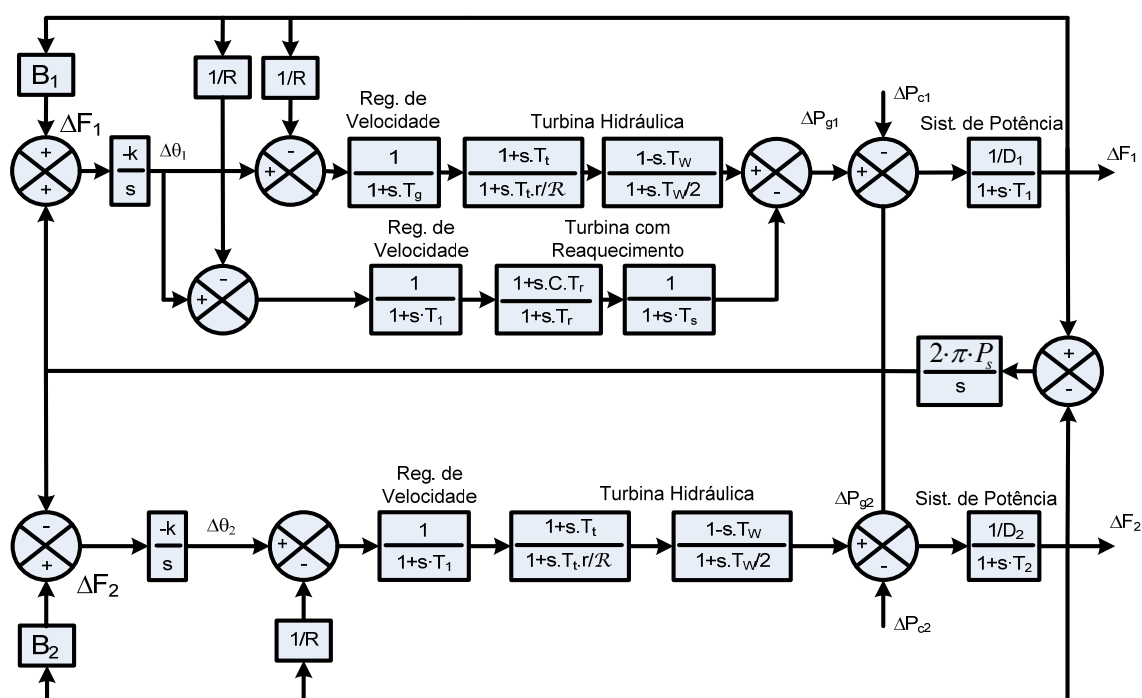 B1
1/R
1/R
Reg. de
Velocidade
Turbina Hidráulica
ΔPg1
ΔPc1
Sist. de Potência
ΔF1
+
+
-k
s
Δθ1
-
+
1
1+s.Tg
1+s.Tt
1+s.Tt.r/ℛ
1-s.TW
1+s.TW/2
+
-
+
-
-
1/D1
1+s·T1
ΔF1
Reg. de
Velocidade
Turbina com
Reaquecimento
-
+
1
1+s·T1
1+s.C.Tr
1+s.Tr
1
1+s·Ts
2·π·Ps
s
+
-
Reg. de
Velocidade
Turbina Hidráulica
ΔPg2
Sist. de Potência
-
+
ΔF2
-k
s
Δθ2
+
-
1
1+s·T1
1+s.Tt
1+s.Tt.r/ℛ
1-s.TW
1+s.TW/2
+
+
-
1/D2
1+s·T2
ΔF2
B2
1/R
ΔPc2